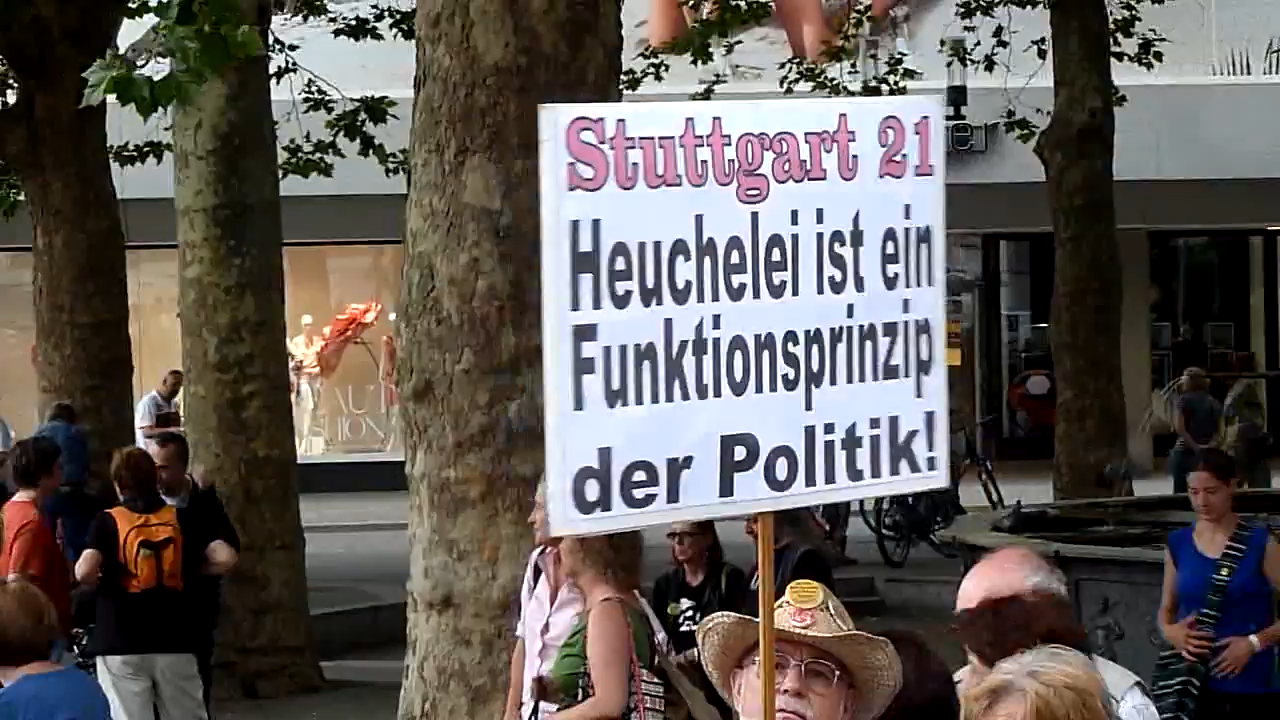 Stuttgart 21
Heuchelei ist ein
Funktionsprinzip
der Politik!